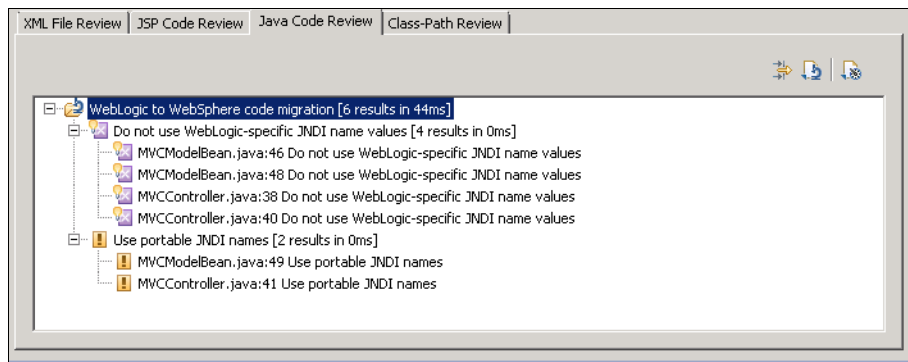 XML File Review JSP Code Review Java Code Review Class-Path Review
WebLogic to WebSphere code migration [6 results in 44ms]
Do not use WebLogic-specific JNDI name values [4 results in 0ms]
MVCModelBean.java:46 Do not use WebLogic-specific JNDI name values
MVCModelBean.java:48 Do not use WebLogic-specific JNDI name values
MVCController.java:38 Do not use WebLogic-specific JNDI name values
MVCController.java:40 Do not use WebLogic-specific JNDI name values
Use portable JNDI names [2 results in 0ms]
MVCModelBean.java:49 Use portable JNDI names
MVCController.java:41 Use portable JNDI names